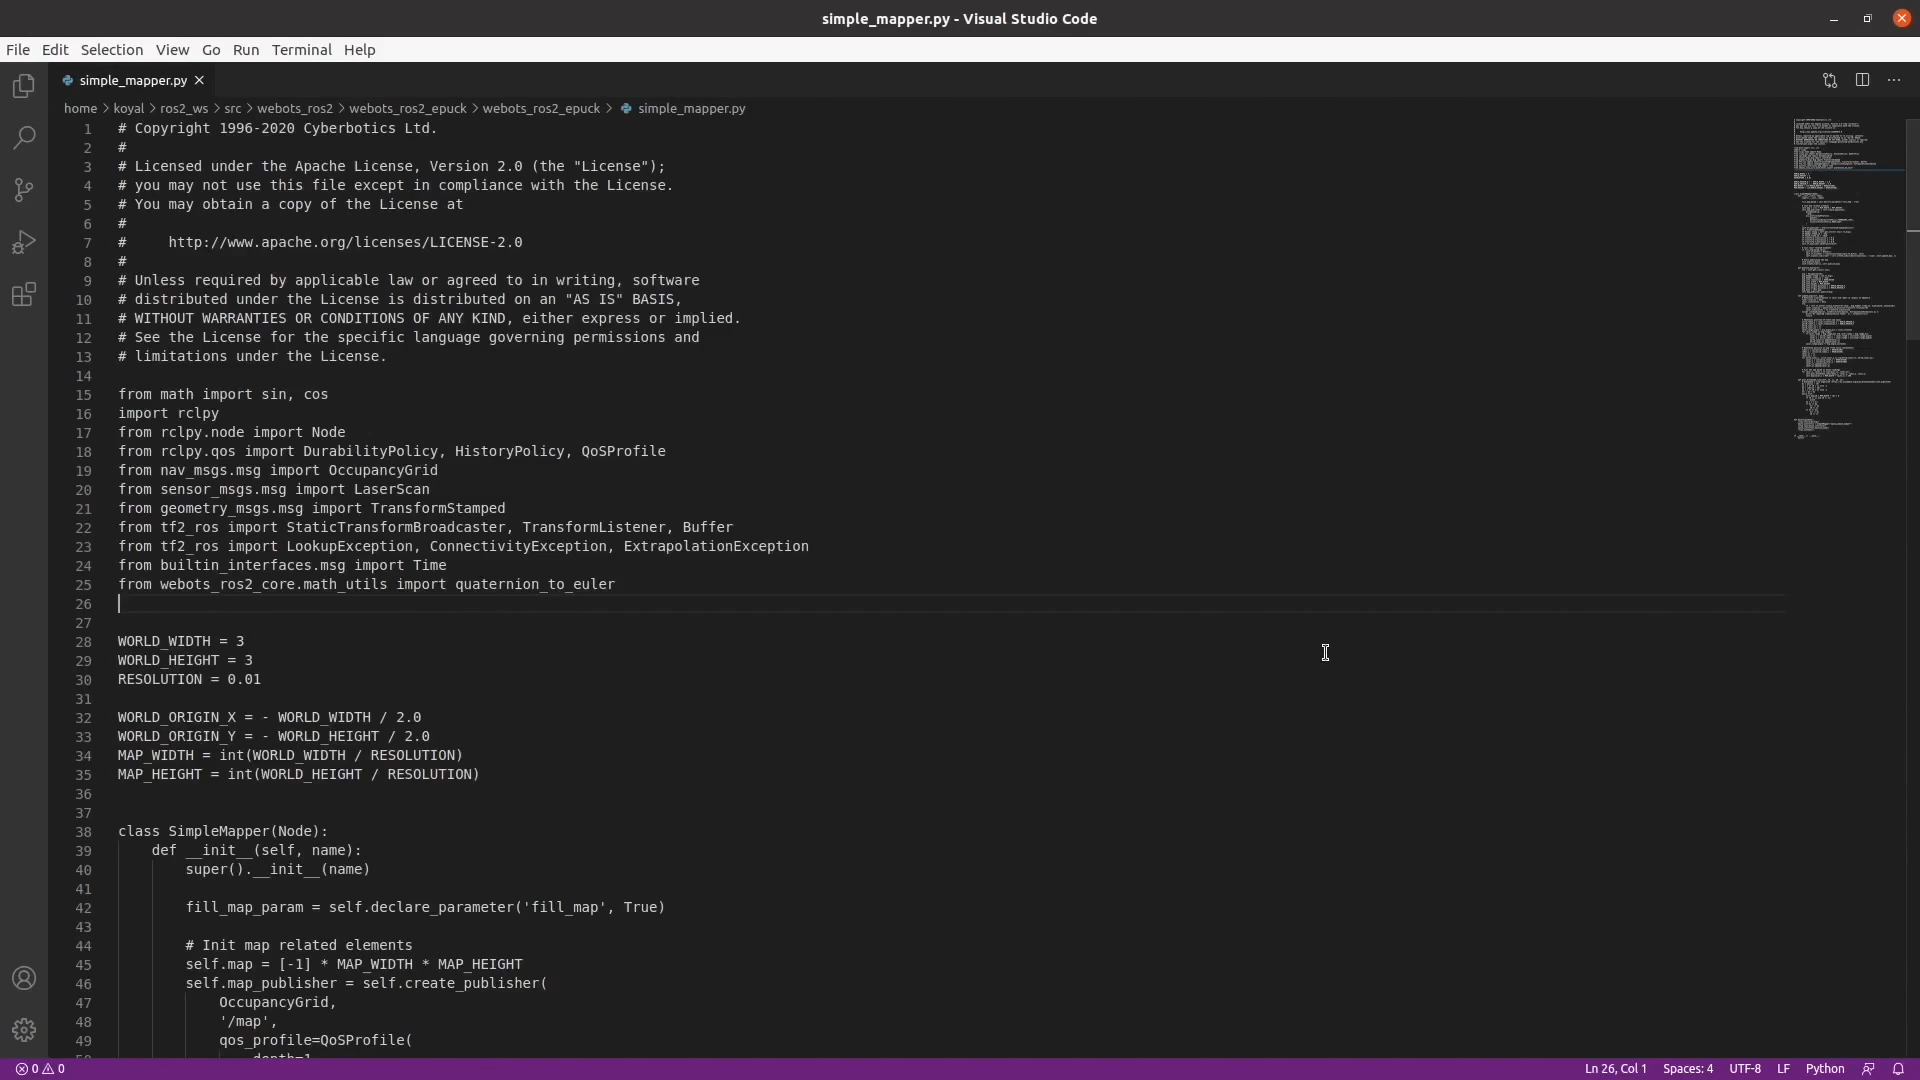 simple_mapper.py - Visual Studio Code
File Edit Selection View Go Run Terminal Help
simple_mapper.py
home > koyal > ros2_ws > src > webots_ros2 > webots_ros2_epuck > webots_ros2_epuck > simple_mapper.py
1 # Copyright 1996-2020 Cyberbotics Ltd.
2 #
3 # Licensed under the Apache License, Version 2.0 (the "License");
4 # you may not use this file except in compliance with the License.
5 # You may obtain a copy of the License at
6 #
7 #     http://www.apache.org/licenses/LICENSE-2.0
8 #
9 # Unless required by applicable law or agreed to in writing, software
10 # distributed under the License is distributed on an "AS IS" BASIS,
11 # WITHOUT WARRANTIES OR CONDITIONS OF ANY KIND, either express or implied.
12 # See the License for the specific language governing permissions and
13 # limitations under the License.
14
15 from math import sin, cos
16 import rclpy
17 from rclpy.node import Node
18 from rclpy.qos import DurabilityPolicy, HistoryPolicy, QoSProfile
19 from nav_msgs.msg import OccupancyGrid
20 from sensor_msgs.msg import LaserScan
21 from geometry_msgs.msg import TransformStamped
22 from tf2_ros import StaticTransformBroadcaster, TransformListener, Buffer
23 from tf2_ros import LookupException, ConnectivityException, ExtrapolationException
24 from builtin_interfaces.msg import Time
25 from webots_ros2_core.math_utils import quaternion_to_euler
26
27
28 WORLD_WIDTH = 3
29 WORLD_HEIGHT = 3
30 RESOLUTION = 0.01
31
32 WORLD_ORIGIN_X = - WORLD_WIDTH / 2.0
33 WORLD_ORIGIN_Y = - WORLD_HEIGHT / 2.0
34 MAP_WIDTH = int(WORLD_WIDTH / RESOLUTION)
35 MAP_HEIGHT = int(WORLD_HEIGHT / RESOLUTION)
36
37
38 class SimpleMapper(Node):
39     def __init__(self, name):
40         super().__init__(name)
41
42         fill_map_param = self.declare_parameter('fill_map', True)
43
44         # Init map related elements
45         self.map = [-1] * MAP_WIDTH * MAP_HEIGHT
46         self.map_publisher = self.create_publisher(
47             OccupancyGrid,
48             '/map',
49             qos_profile=QoSProfile(
50                 depth=1
0 0 Ln 26, Col 1 Spaces: 4 UTF-8 LF Python